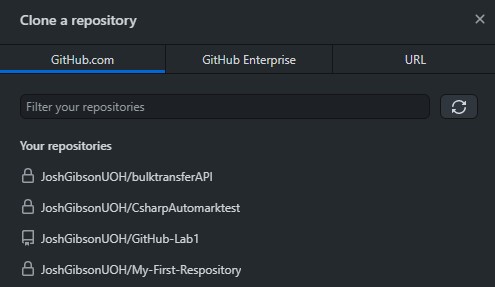 Clone a repository
GitHub.com GitHub Enterprise URL
Filter your repositories
Your repositories
JoshGibsonUOH/bulktransferAPI
JoshGibsonUOH/CsharpAutomarktest
JoshGibsonUOH/GitHub-Lab1
JoshGibsonUOH/My-First-Respository